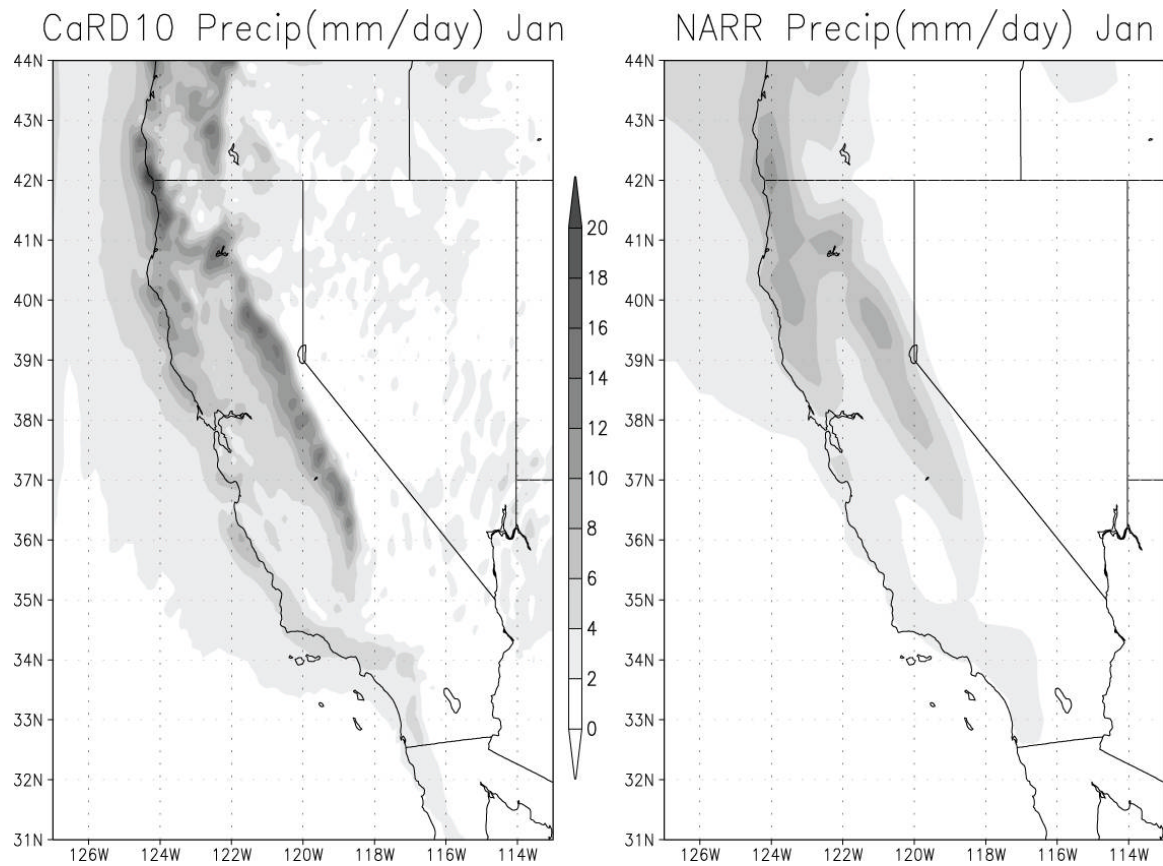 CaRD10 Precip(mm/day) Jan
44N
43N
42N
41N
40N
39N
38N
37N
36N
35N
34N
33N
32N
31N
126W 124W 122W 120W 118W 116W 114W
20
18
16
14
12
10
8
6
4
2
0
NARR Precip(mm/day) Jan
44N
43N
42N
41N
40N
39N
38N
37N
36N
35N
34N
33N
32N
31N
126W 124W 122W 120W 118W 116W 114W